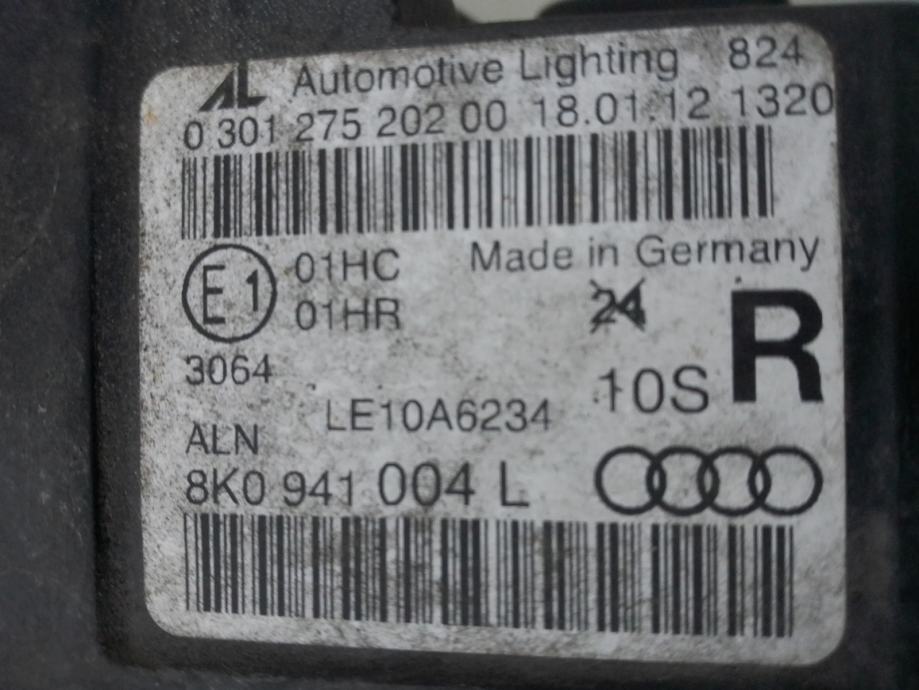 AL Automotive Lighting 824
0 301 275 202 00 18.01.12 1320
E1 01HC Made in Germany
01HR 24 R
3064 10S
LE10A6234
ALN
8K0 941 004 L